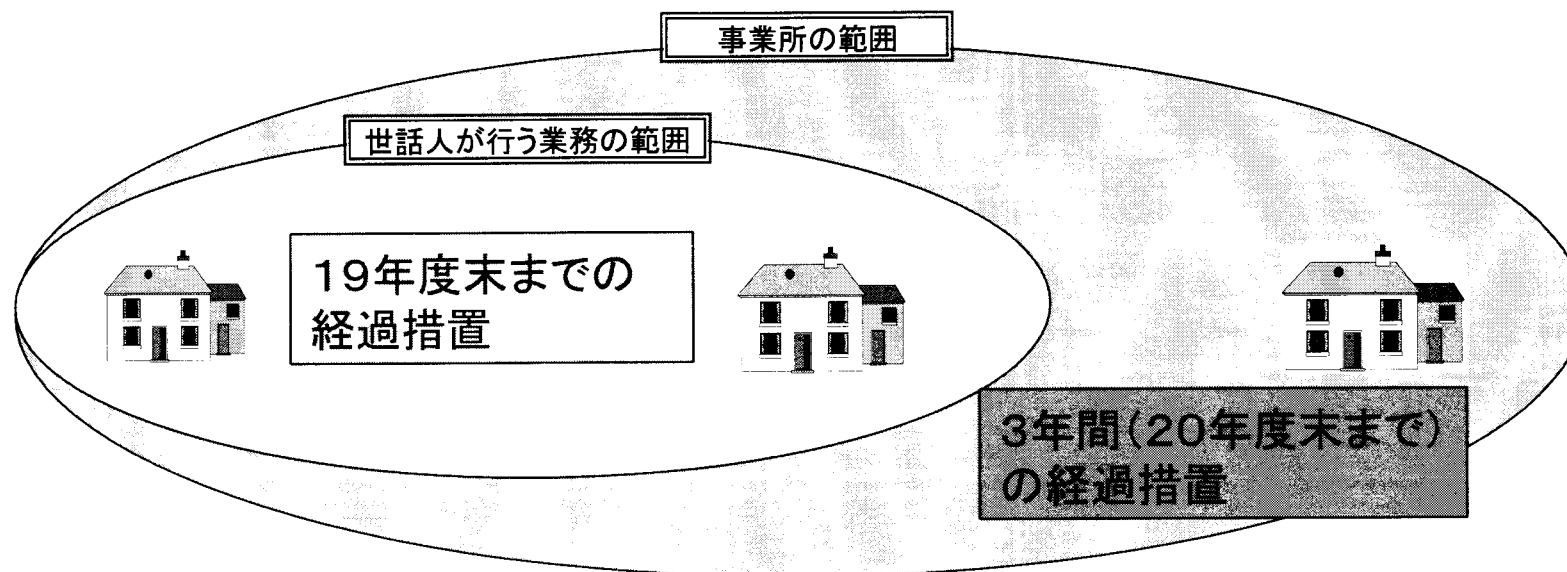 事業所の範囲
世話人が行う業務の範囲
19年度末までの
経過措置
3年間(20年度末まで)
の経過措置